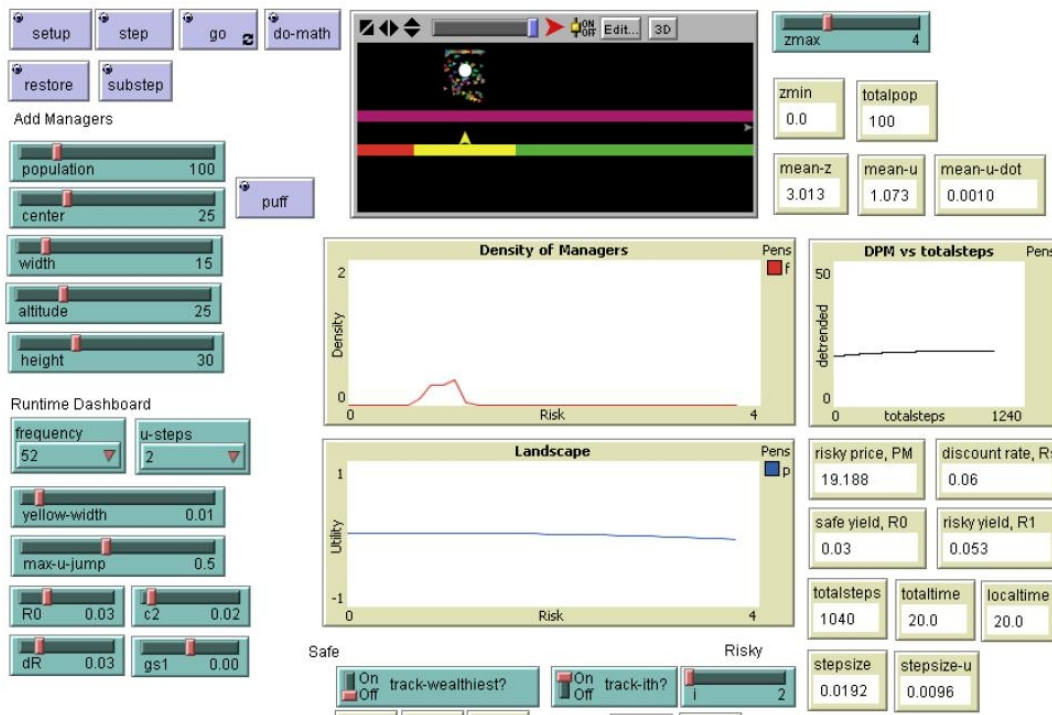 setup
step
go
do-math
restore
substep
Add Managers
population 100
center 25
puff
width 15
altitude 25
height 30
Runtime Dashboard
frequency
52
u-steps
2
yellow-width 0.01
max-u-jump 0.5
R0 0.03
c2 0.02
dR 0.03
gs1 0.00
ON
OFF
Edit...
3D
zmax 4
zmin
0.0
totalpop
100
mean-z
3.013
mean-u
1.073
mean-u-dot
0.0010
Density of Managers
Pens
f
2
Density
0
0 Risk 4
DPM vs totalsteps
Pens
50
detrended
0
0 totalsteps 1240
Landscape
Pens
p
1
Utility
-1
0 Risk 4
risky price, PM
19.188
discount rate, Rs
0.06
safe yield, R0
0.03
risky yield, R1
0.053
totalsteps
1040
totaltime
20.0
localtime
20.0
stepsize
0.0192
stepsize-u
0.0096
Safe
Risky
On
Off
track-wealthiest?
On
Off
track-ith?
i 2